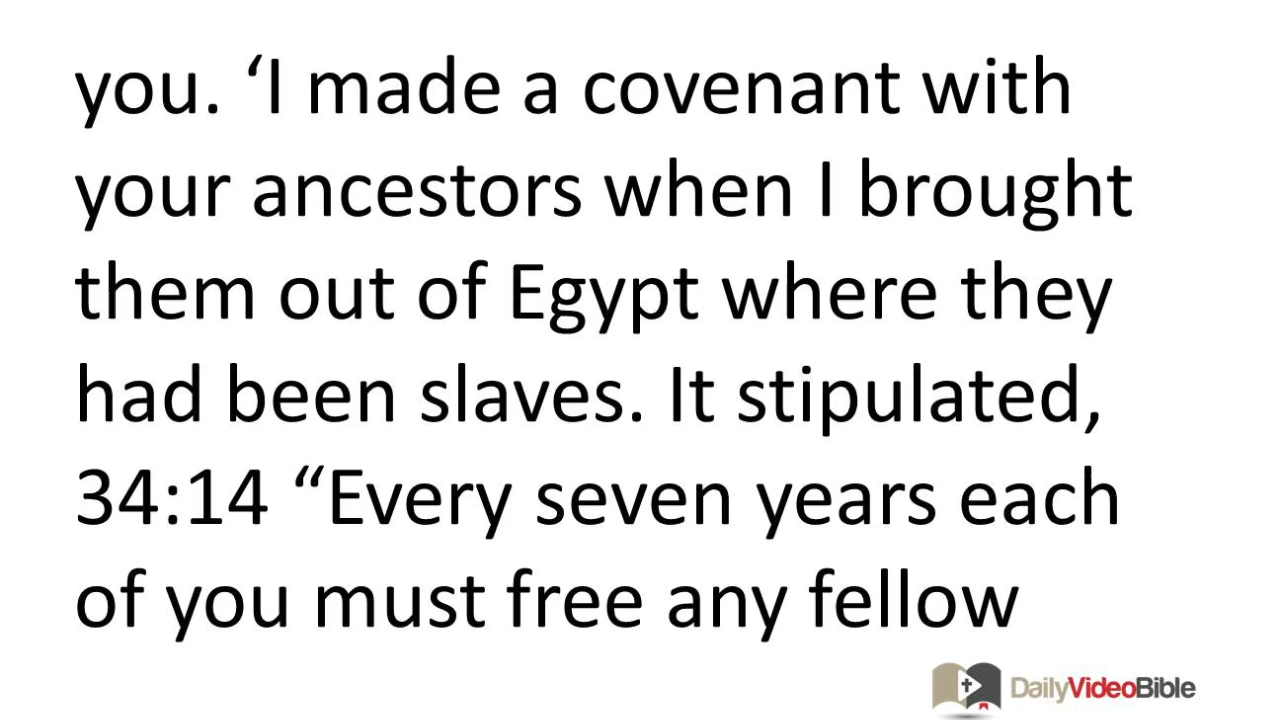 you. ‘I made a covenant with
your ancestors when I brought
them out of Egypt where they
had been slaves. It stipulated,
34:14 “Every seven years each
of you must free any fellow
DailyVideoBible